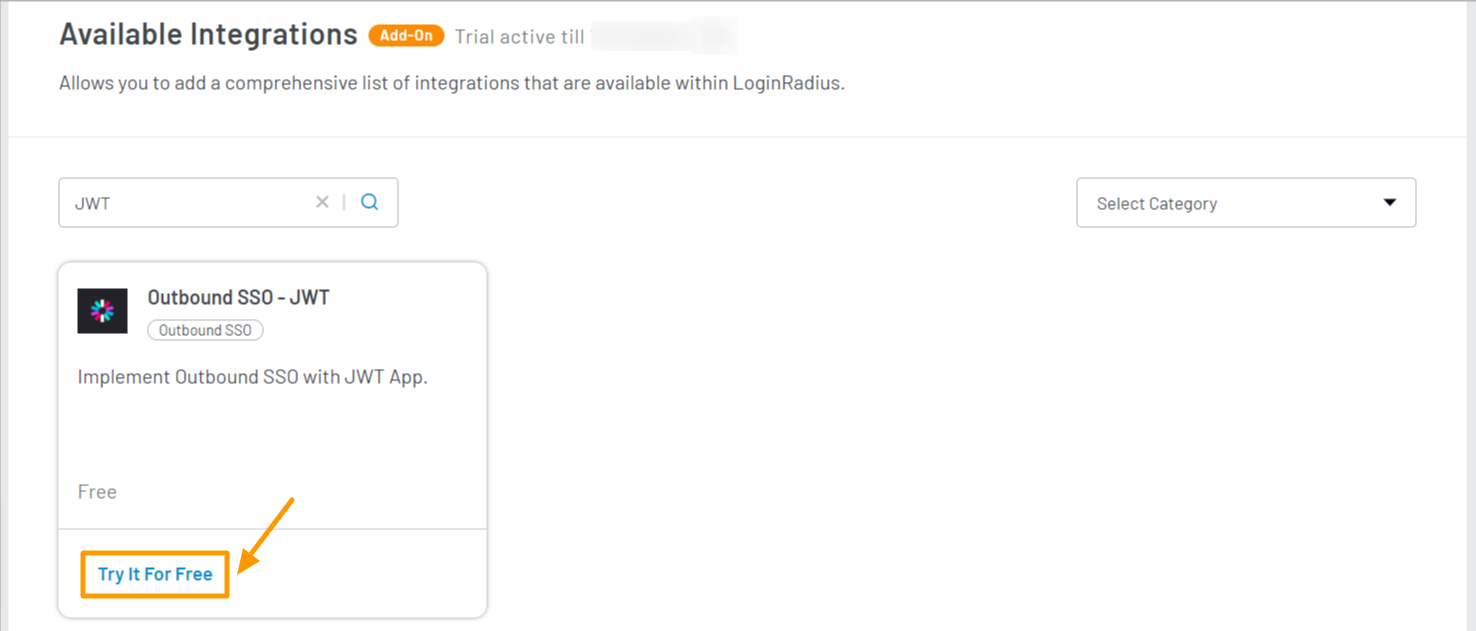 Available Integrations Add-On Trial active till
Allows you to add a comprehensive list of integrations that are available within LoginRadius.
JWT
Select Category
Outbound SSO - JWT
Outbound SSO
Implement Outbound SSO with JWT App.
Free
Try It For Free